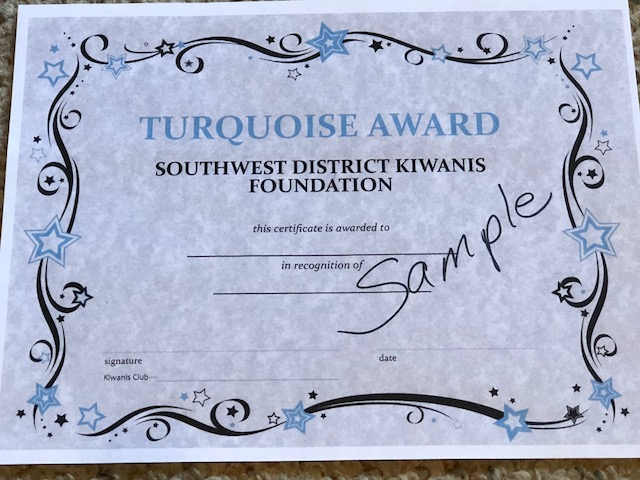 TURQUOISE AWARD
SOUTHWEST DISTRICT KIWANIS
FOUNDATION
this certificate is awarded to
in recognition of
Sample
signature
date
Kiwanis Club